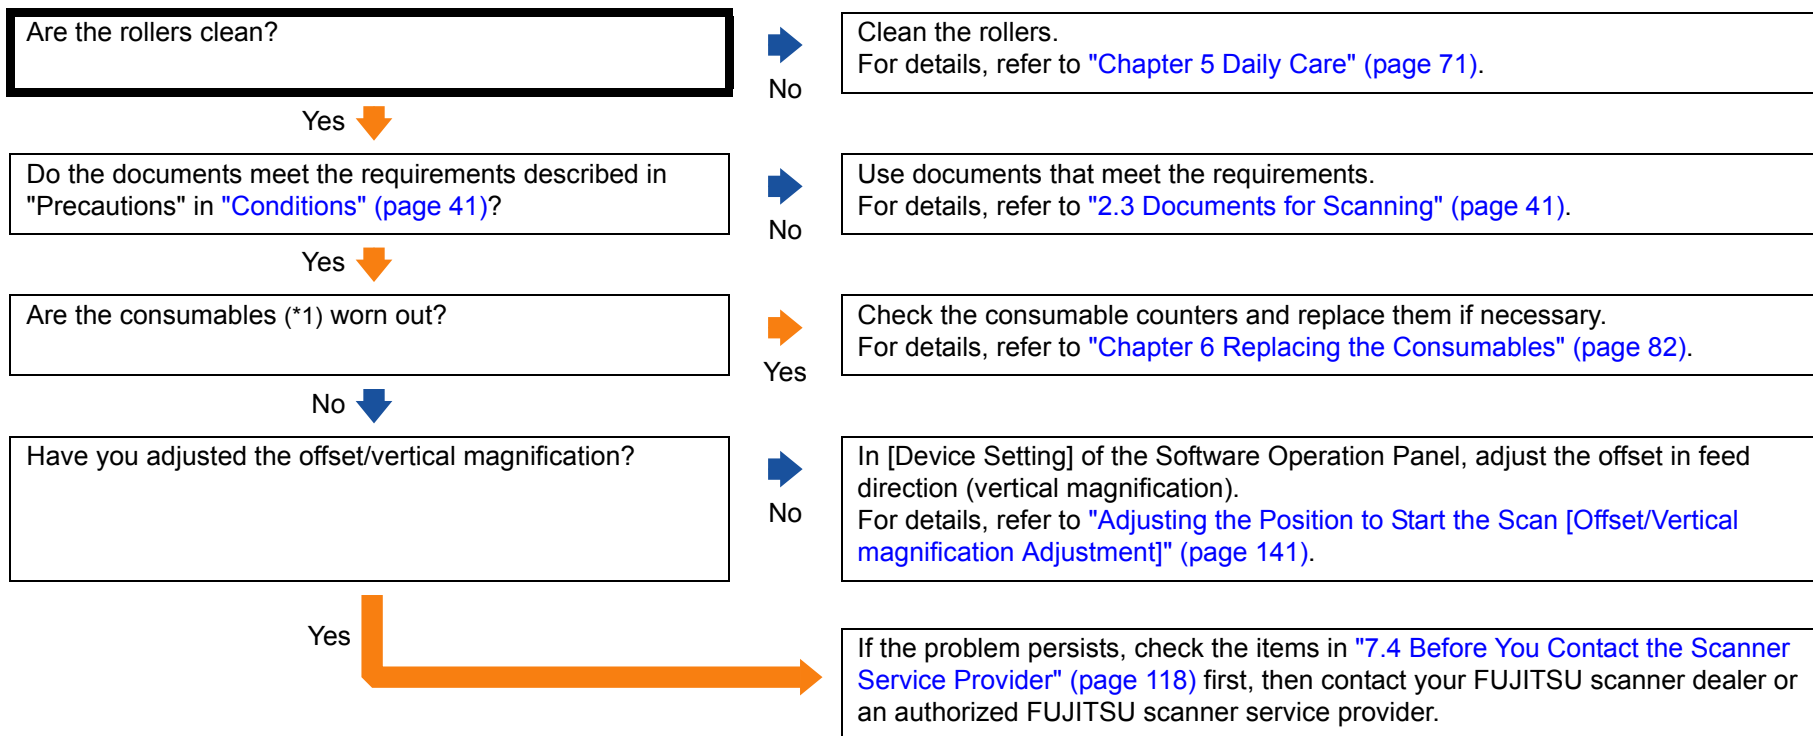 Are the rollers clean?
No
Clean the rollers.
For details, refer to "Chapter 5 Daily Care" (page 71).
Yes
Do the documents meet the requirements described in
"Precautions" in "Conditions" (page 41)?
No
Use documents that meet the requirements.
For details, refer to "2.3 Documents for Scanning" (page 41).
Yes
Are the consumables (*1) worn out?
Yes
Check the consumable counters and replace them if necessary.
For details, refer to "Chapter 6 Replacing the Consumables" (page 82).
No
Have you adjusted the offset/vertical magnification?
No
In [Device Setting] of the Software Operation Panel, adjust the offset in feed
direction (vertical magnification).
For details, refer to "Adjusting the Position to Start the Scan [Offset/Vertical
magnification Adjustment]" (page 141).
Yes
If the problem persists, check the items in "7.4 Before You Contact the Scanner
Service Provider" (page 118) first, then contact your FUJITSU scanner dealer or
an authorized FUJITSU scanner service provider.